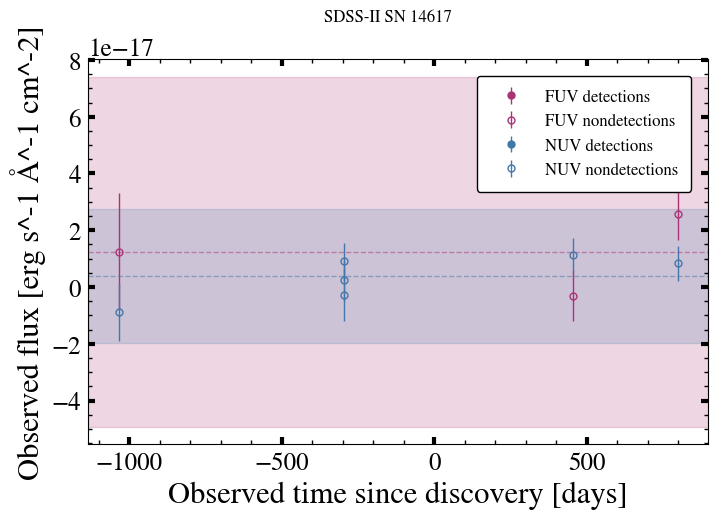 SDSS-II SN 14617
1e−17
8
6
4
2
0
−2
−4
Observed flux [erg s^-1 Å^-1 cm^-2]
FUV detections
FUV nondetections
NUV detections
NUV nondetections
−1000
−500
0
500
Observed time since discovery [days]